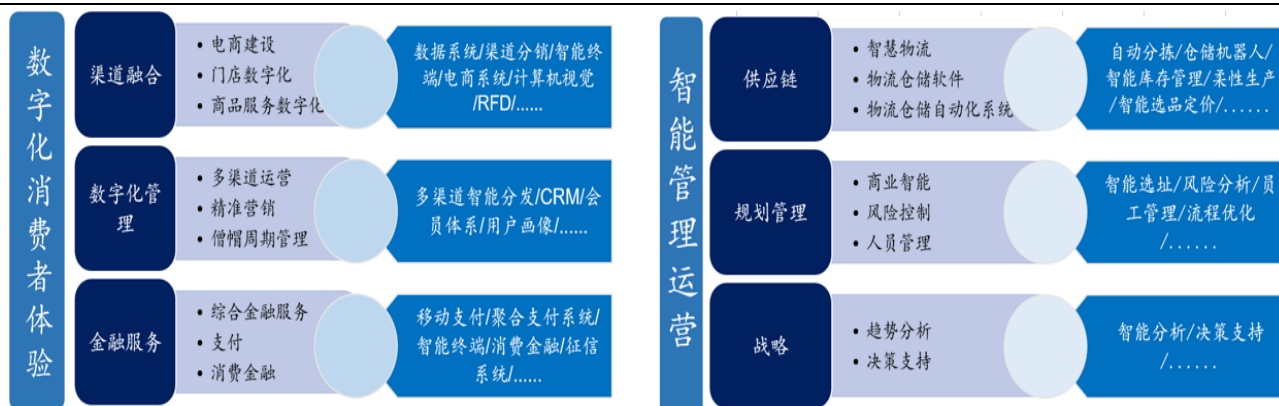 数字化消费者体验
渠道融合
• 电商建设
• 门店数字化
• 商品服务数字化
数据系统/渠道分销/智能终
端/电商系统/计算机视觉
/RFD/......
数字化管
理
• 多渠道运营
• 精准营销
• 僧帽周期管理
多渠道智能分发/CRM/会
员体系/用户画像/......
金融服务
• 综合金融服务
• 支付
• 消费金融
移动支付/聚合支付系统/
智能终端/消费金融/征信
系统/......
智能管理运营
供应链
• 智慧物流
• 物流仓储软件
• 物流仓储自动化系统
自动分拣/仓储机器人/
智能库存管理/柔性生产
/智能选品定价/......
规划管理
• 商业智能
• 风险控制
• 人员管理
智能选址/风险分析/员
工管理/流程优化
/......
战略
• 趋势分析
• 决策支持
智能分析/决策支持
/......